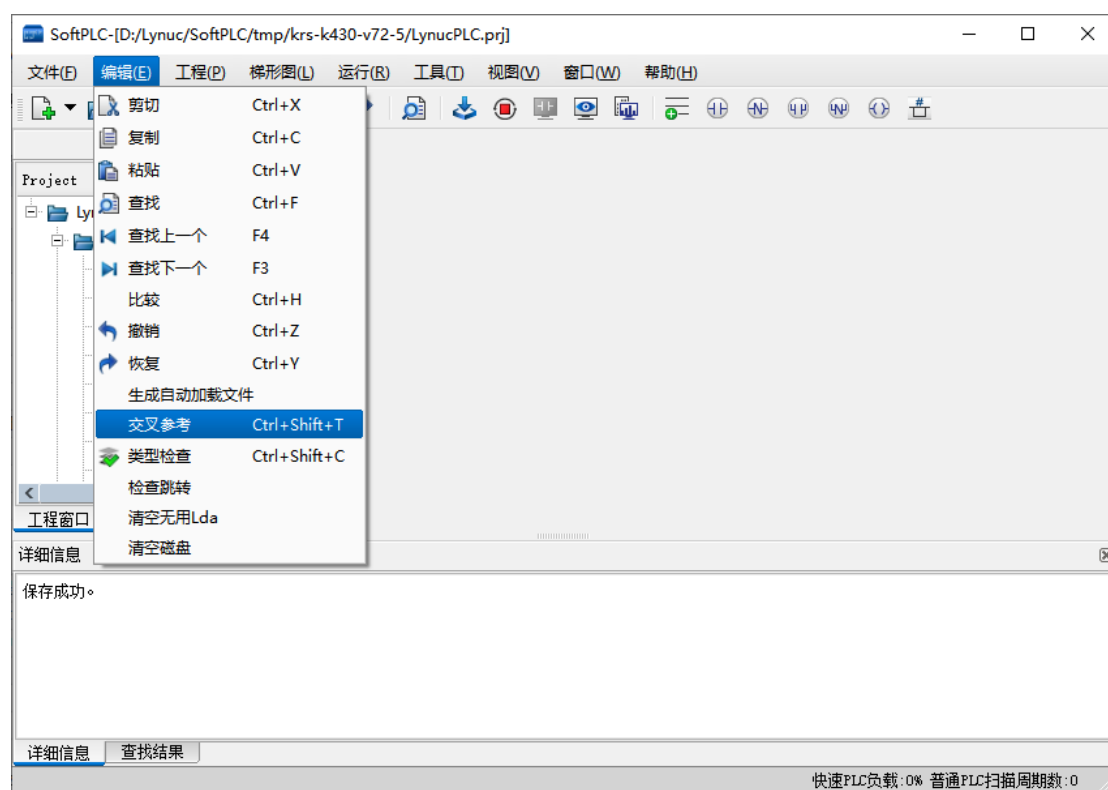 SoftPLC-[D:/Lynuc/SoftPLC/tmp/krs-k430-v72-5/LynucPLC.prj]
文件(F) 编辑(E) 工程(P) 梯形图(L) 运行(R) 工具(T) 视图(V) 窗口(W) 帮助(H)
剪切 Ctrl+X
复制 Ctrl+C
粘贴 Ctrl+V
Project
查找 Ctrl+F
Lyn
查找上一个 F4
查找下一个 F3
比较 Ctrl+H
撤销 Ctrl+Z
恢复 Ctrl+Y
生成自动加载文件
交叉参考 Ctrl+Shift+T
类型检查 Ctrl+Shift+C
检查跳转
工程窗口
清空无用Lda
清空磁盘
详细信息
保存成功。
详细信息 查找结果
快速PLC负载:0% 普通PLC扫描周期数:0